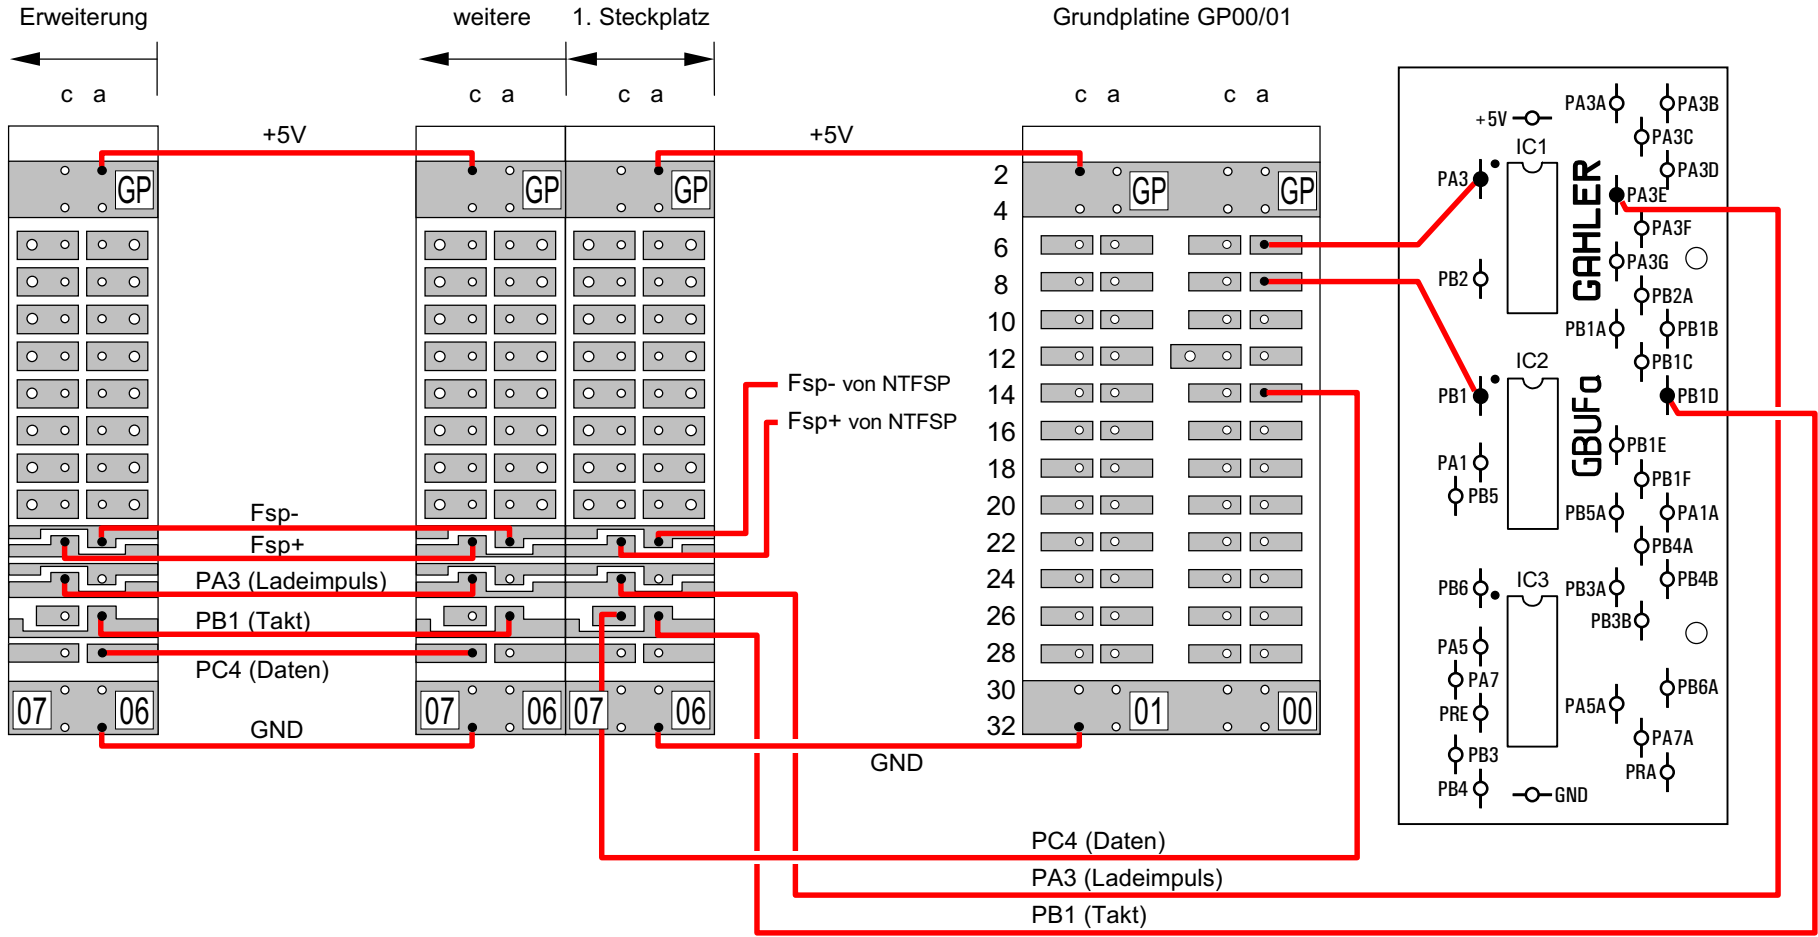 Erweiterung
weitere
1. Steckplatz
Grundplatine GP00/01
c a
c a
c a
c a
c a
+5V
+5V
GP
GP
GP
GP
GP
2
4
6
8
10
12
14
16
18
20
22
24
26
28
30
32
Fsp- von NTFSP
Fsp+ von NTFSP
Fsp-
Fsp+
PA3 (Ladeimpuls)
PB1 (Takt)
PC4 (Daten)
GND
07
06
07
06
07
06
01
00
GND
PC4 (Daten)
PA3 (Ladeimpuls)
PB1 (Takt)
+5V
IC1
PA3
PB2
IC2
PB1
PA1
PB5
IC3
PB6
PA5
PA7
PRE
PB3
PB4
GND
GAHLER
GBUFa
PA3A
PA3B
PA3C
PA3D
PA3E
PA3F
PA3G
PB2A
PB1A
PB1B
PB1C
PB1D
PB1E
PB1F
PB5A
PA1A
PB4A
PB4B
PB3A
PB3B
PB6A
PA5A
PA7A
PRA